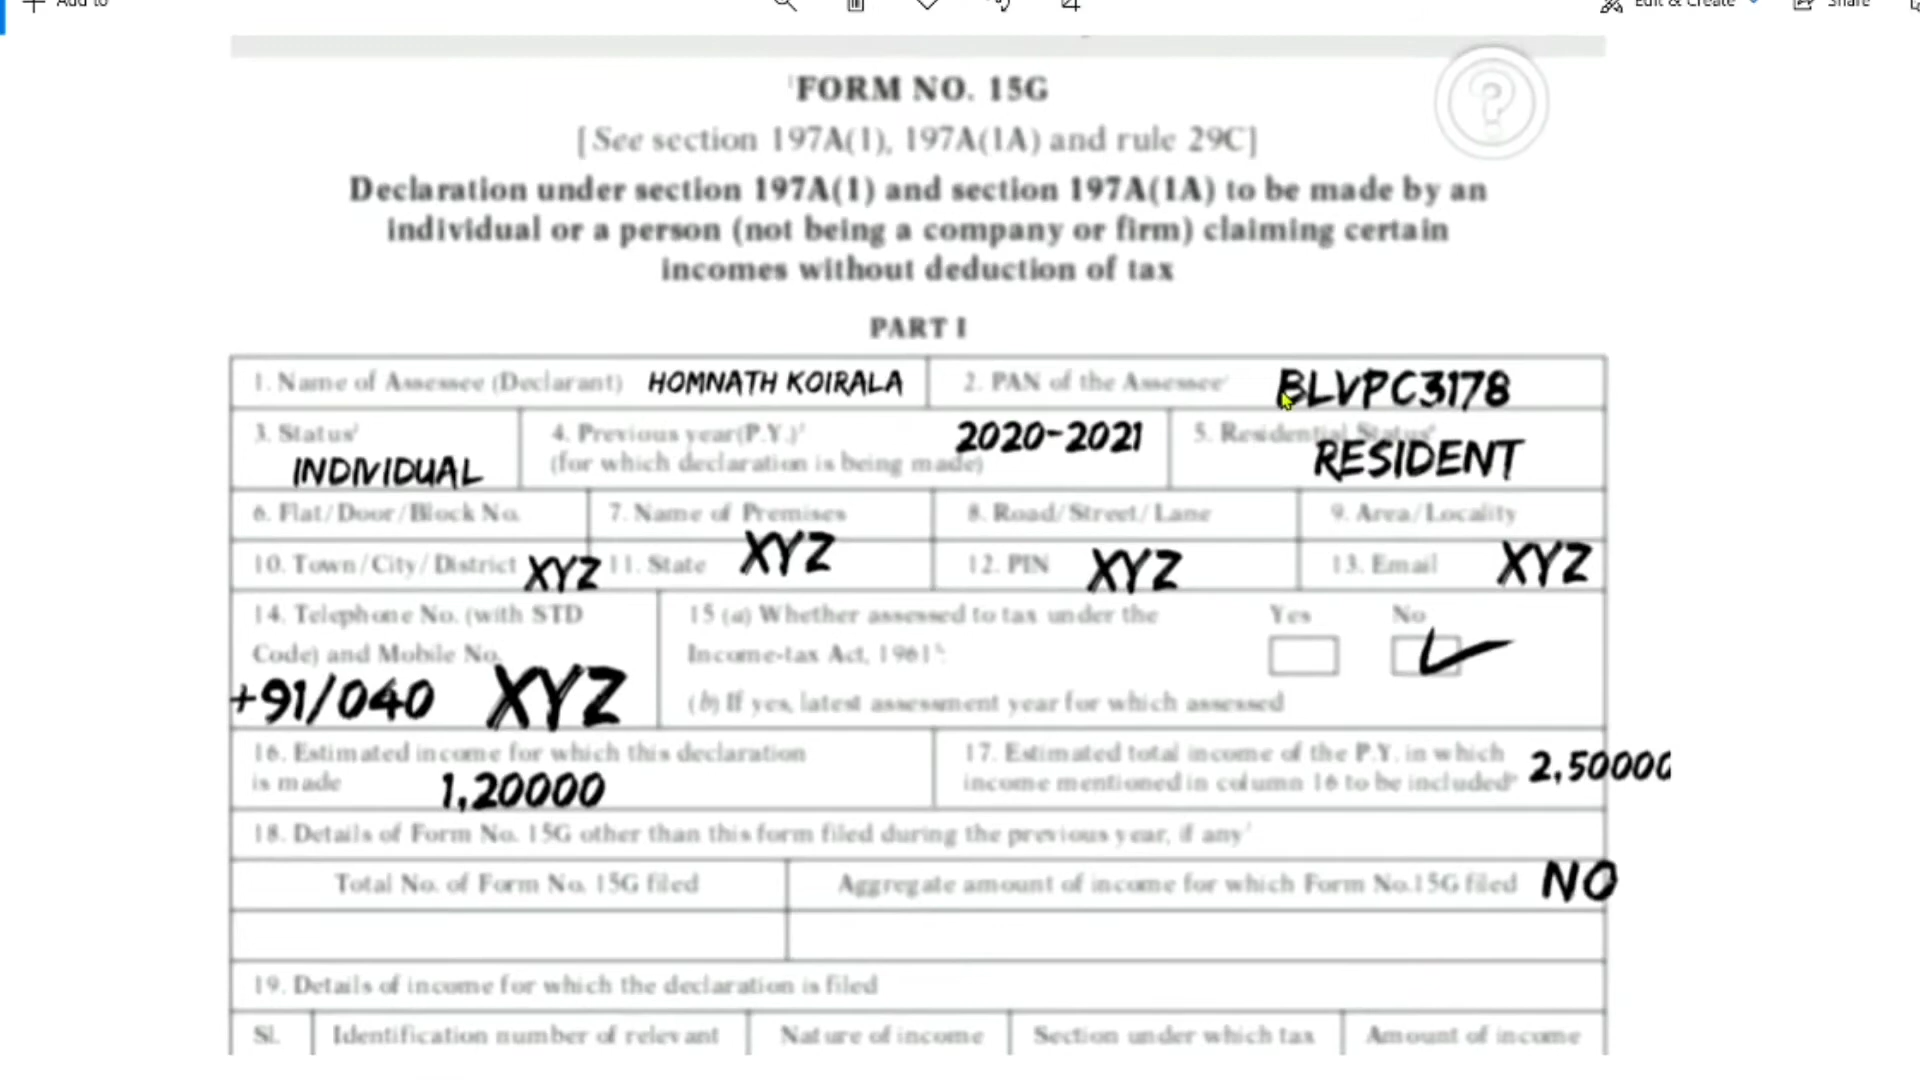 Add to
Edit & Create
Share
FORM NO. 15G
[See section 197A(1), 197A(1A) and rule 29C]
Declaration under section 197A(1) and section 197A(1A) to be made by an
individual or a person (not being a company or firm) claiming certain
incomes without deduction of tax
PART I
1. Name of Assessee (Declarant) HOMNATH KOIRALA
2. PAN of the Assessee BLVPC3178
3. Status
INDIVIDUAL
4. Previous year(P.Y.) 2020-2021
(for which declaration is being made)
5. Residential Status
RESIDENT
6. Flat/Door/Block No.
7. Name of Premises
8. Road/Street/Lane
9. Area/Locality
10. Town/City/District XYZ
11. State XYZ
12. PIN XYZ
13. Email XYZ
14. Telephone No. (with STD
Code) and Mobile No.
+91/040 XYZ
15 (a) Whether assessed to tax under the
Income-tax Act, 1961:
Yes No
(b) If yes, latest assessment year for which assessed
16. Estimated income for which this declaration
is made 1,20000
17. Estimated total income of the P.Y. in which
income mentioned in column 16 to be included 2,50000
18. Details of Form No. 15G other than this form filed during the previous year, if any
Total No. of Form No. 15G filed
Aggregate amount of income for which Form No.15G filed NO
19. Details of income for which the declaration is filed
Sl.
Identification number of relevant
Nature of income
Section under which tax
Amount of income